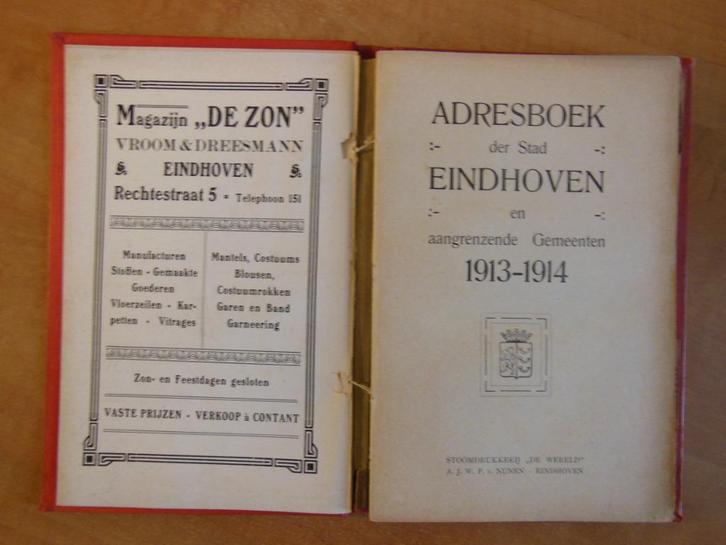 Magazijn „DE ZON"
VROOM & DREESMANN
EINDHOVEN
Rechtestraat 5 - Telephoon 151
Manufacturen
Stoffen - Gemaakte
Goederen
Vloerzeilen - Kar-
petten - Vitrages
Mantels, Costuums
Blousen,
Costuumrokken
Garen en Band
Garneering
Zon- en Feestdagen gesloten
VASTE PRIJZEN - VERKOOP à CONTANT
ADRESBOEK
:- der Stad -:
EINDHOVEN
:- en -:
aangrenzende Gemeenten
1913-1914
STOOMDRUKKERIJ „DE WERELD"
A. J. W. P. v. NUNEN - EINDHOVEN